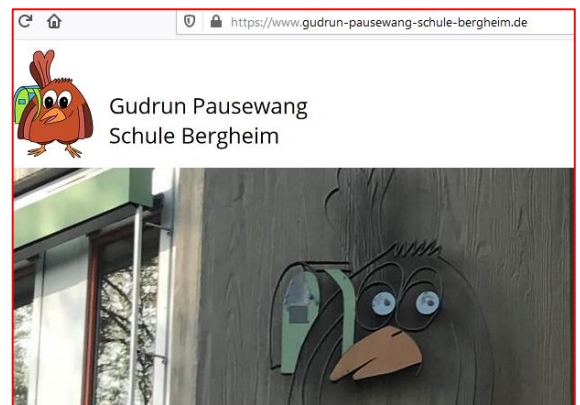 https://www.gudrun-pausewang-schule-bergheim.de
Gudrun Pausewang
Schule Bergheim